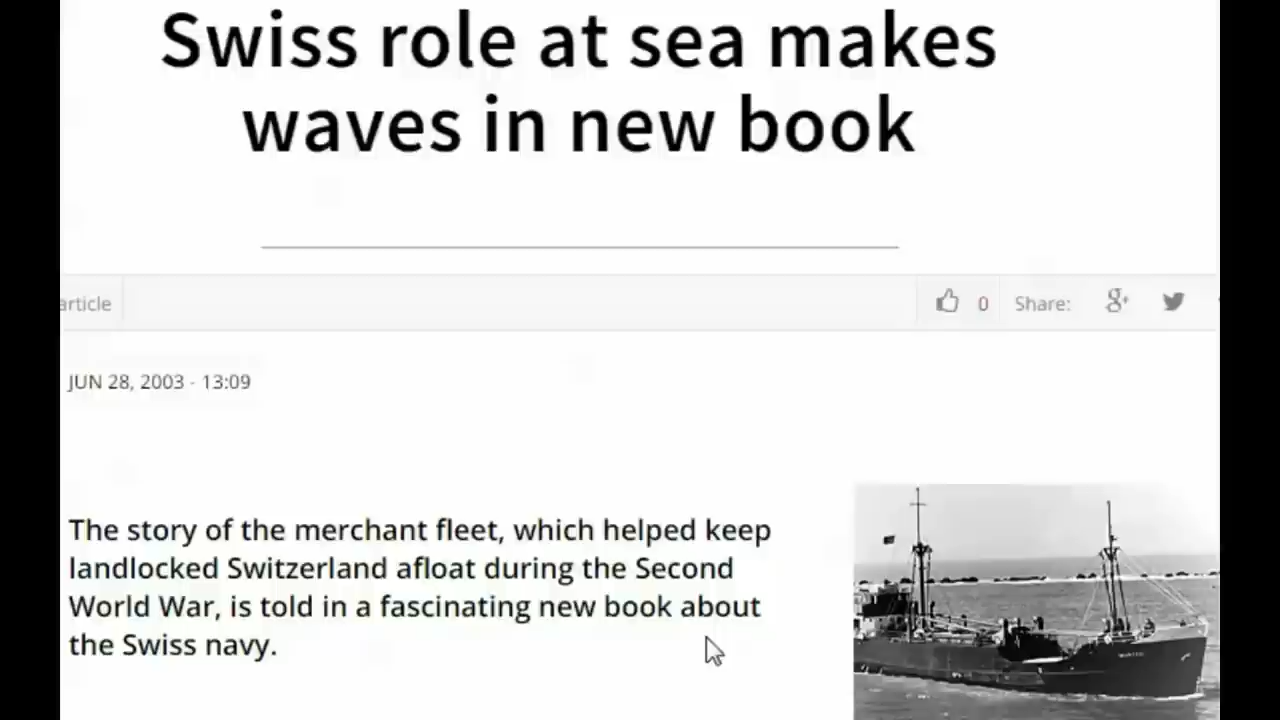 Swiss role at sea makes
waves in new book
article
0
Share:
JUN 28, 2003 - 13:09
The story of the merchant fleet, which helped keep
landlocked Switzerland afloat during the Second
World War, is told in a fascinating new book about
the Swiss navy.